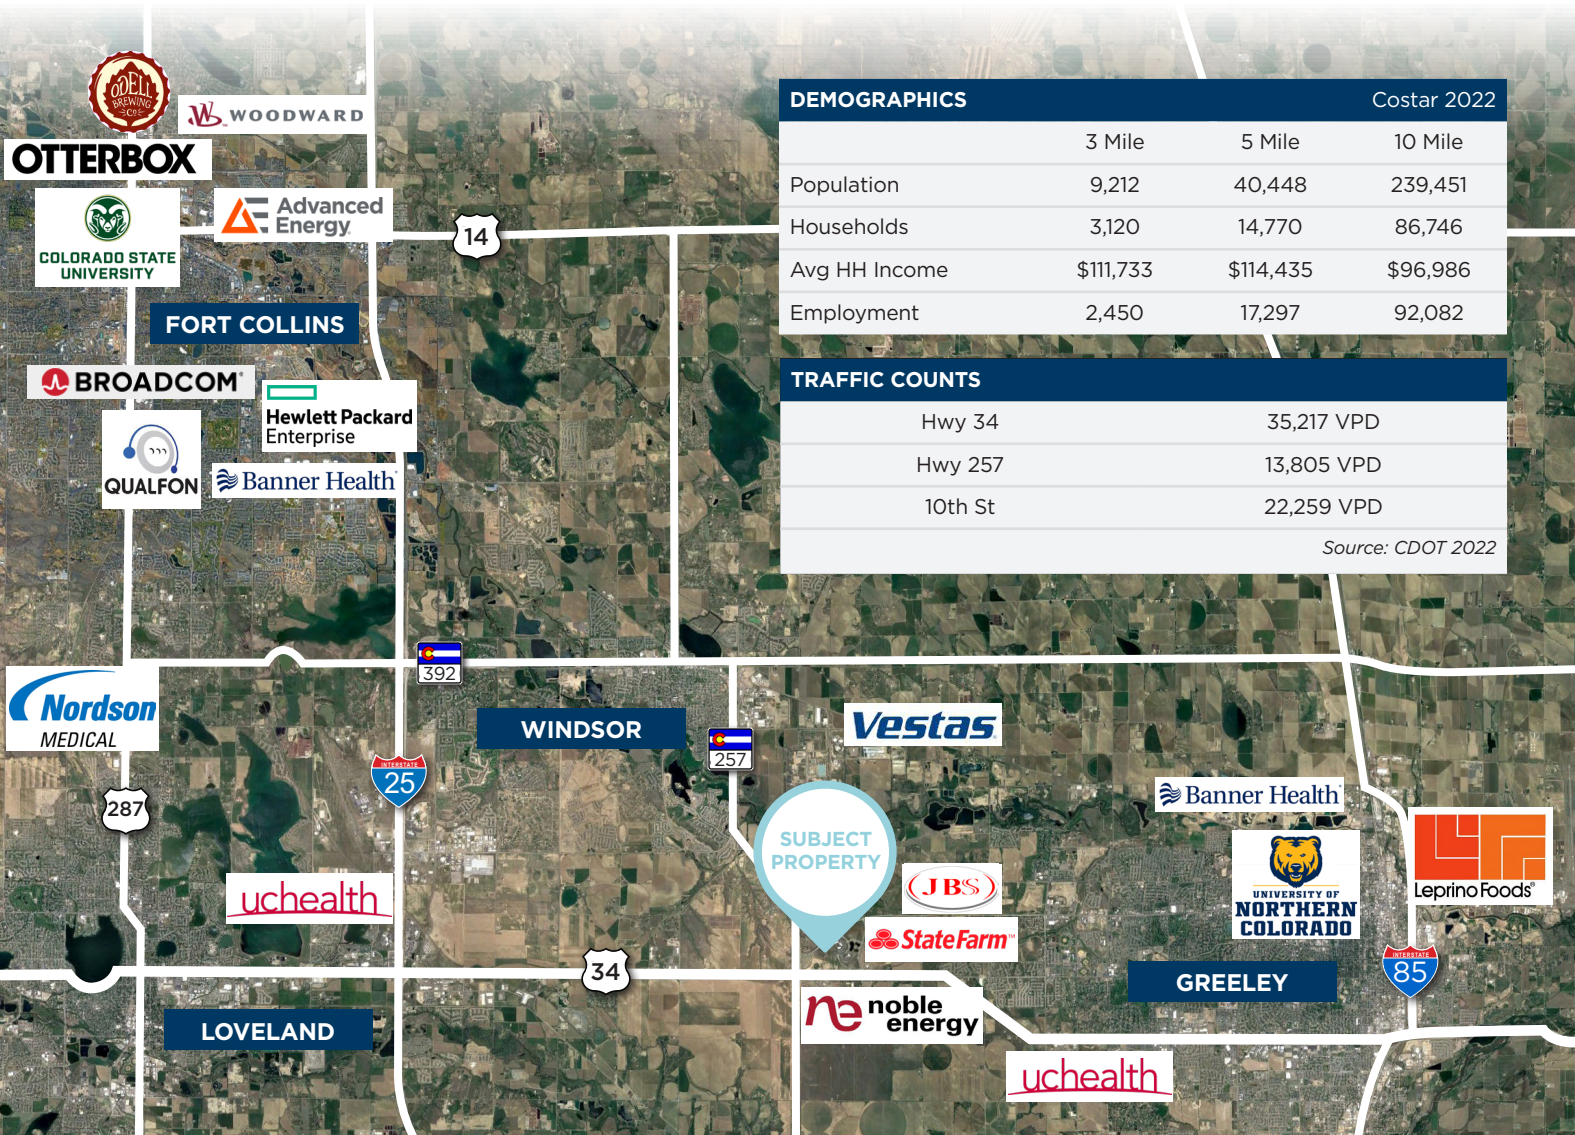 ODELL
BREWING
CO
WOODWARD
OTTERBOX
COLORADO STATE
UNIVERSITY
Advanced
Energy
14
FORT COLLINS
BROADCOM
Hewlett Packard
Enterprise
QUALFON
Banner Health
DEMOGRAPHICS Costar 2022
3 Mile 5 Mile 10 Mile
Population 9,212 40,448 239,451
Households 3,120 14,770 86,746
Avg HH Income $111,733 $114,435 $96,986
Employment 2,450 17,297 92,082
TRAFFIC COUNTS
Hwy 34 35,217 VPD
Hwy 257 13,805 VPD
10th St 22,259 VPD
Source: CDOT 2022
392
Nordson
MEDICAL
WINDSOR
257
Vestas
INTERSTATE
25
287
SUBJECT
PROPERTY
Banner Health
UNIVERSITY OF
NORTHERN
COLORADO
Leprino Foods®
uchealth
JBS
State Farm™
34
GREELEY
INTERSTATE
85
LOVELAND
noble
energy
uchealth